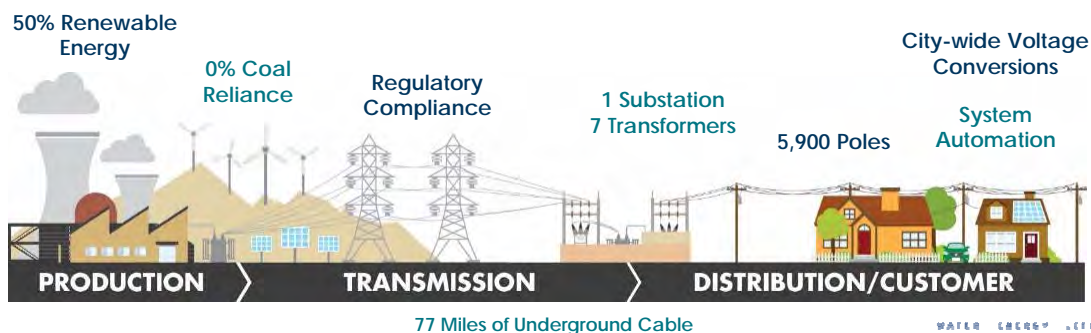 50% Renewable
Energy
0% Coal
Reliance
Regulatory
Compliance
1 Substation
7 Transformers
5,900 Poles
City-wide Voltage
Conversions
System
Automation
PRODUCTION
TRANSMISSION
DISTRIBUTION/CUSTOMER
77 Miles of Underground Cable